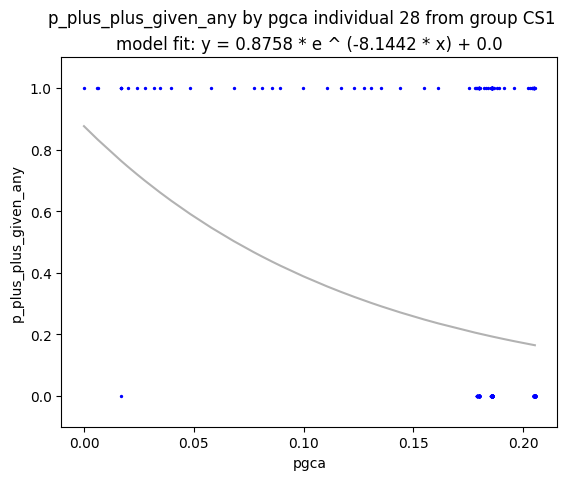 p_plus_plus_given_any by pgca individual 28 from group CS1
model fit: y = 0.8758 * e ^ (-8.1442 * x) + 0.0
1.0
0.8
0.6
0.4
0.2
0.0
p_plus_plus_given_any
0.00 0.05 0.10 0.15 0.20
pgca